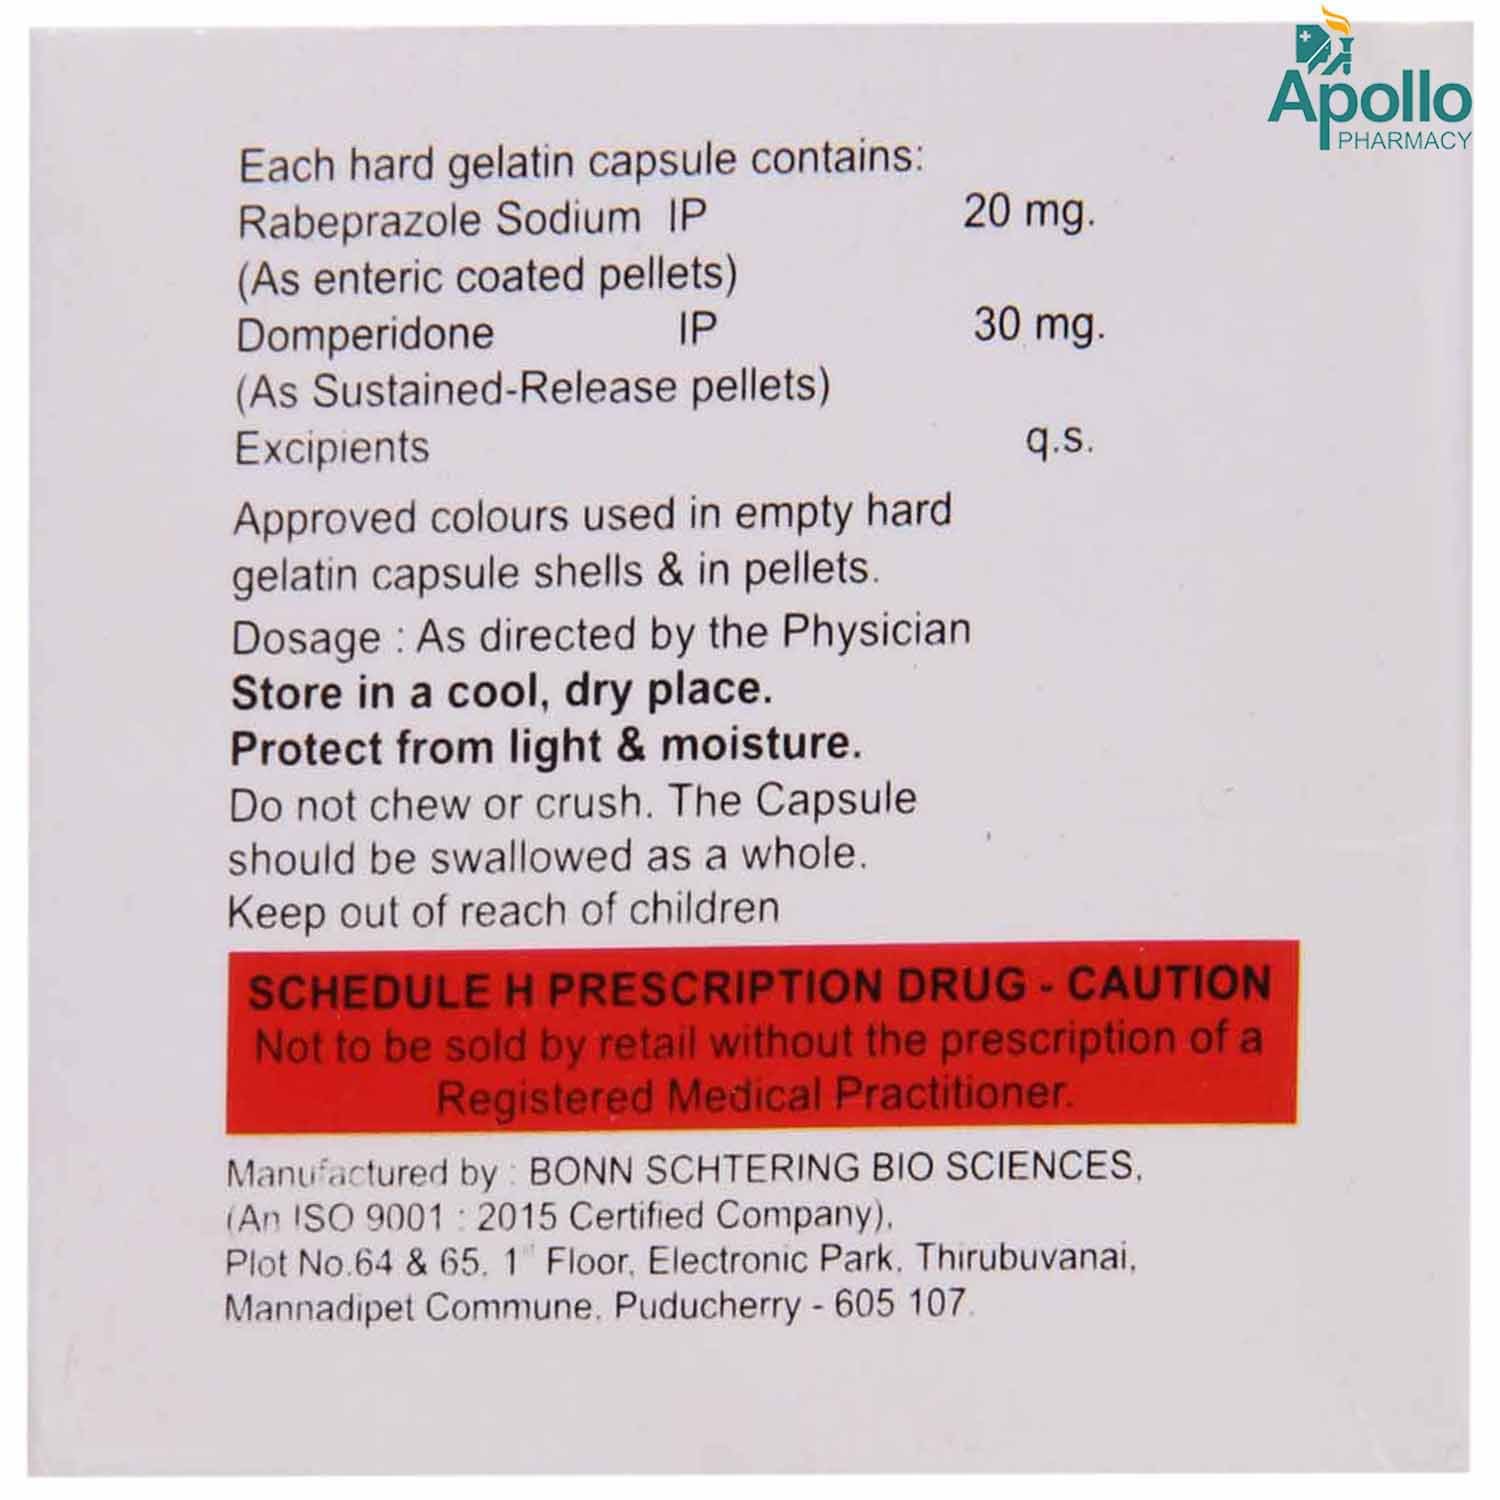 Apollo
PHARMACY
Each hard gelatin capsule contains:
Rabeprazole Sodium IP 20 mg.
(As enteric coated pellets)
Domperidone IP 30 mg.
(As Sustained-Release pellets)
Excipients q.s.
Approved colours used in empty hard
gelatin capsule shells & in pellets.
Dosage : As directed by the Physician
Store in a cool, dry place.
Protect from light & moisture.
Do not chew or crush. The Capsule
should be swallowed as a whole.
Keep out of reach of children
SCHEDULE H PRESCRIPTION DRUG - CAUTION
Not to be sold by retail without the prescription of a
Registered Medical Practitioner.
Manufactured by : BONN SCHTERING BIO SCIENCES,
(An ISO 9001 : 2015 Certified Company),
Plot No.64 & 65, 1st Floor, Electronic Park, Thirubuvanai,
Mannadipet Commune, Puducherry - 605 107.